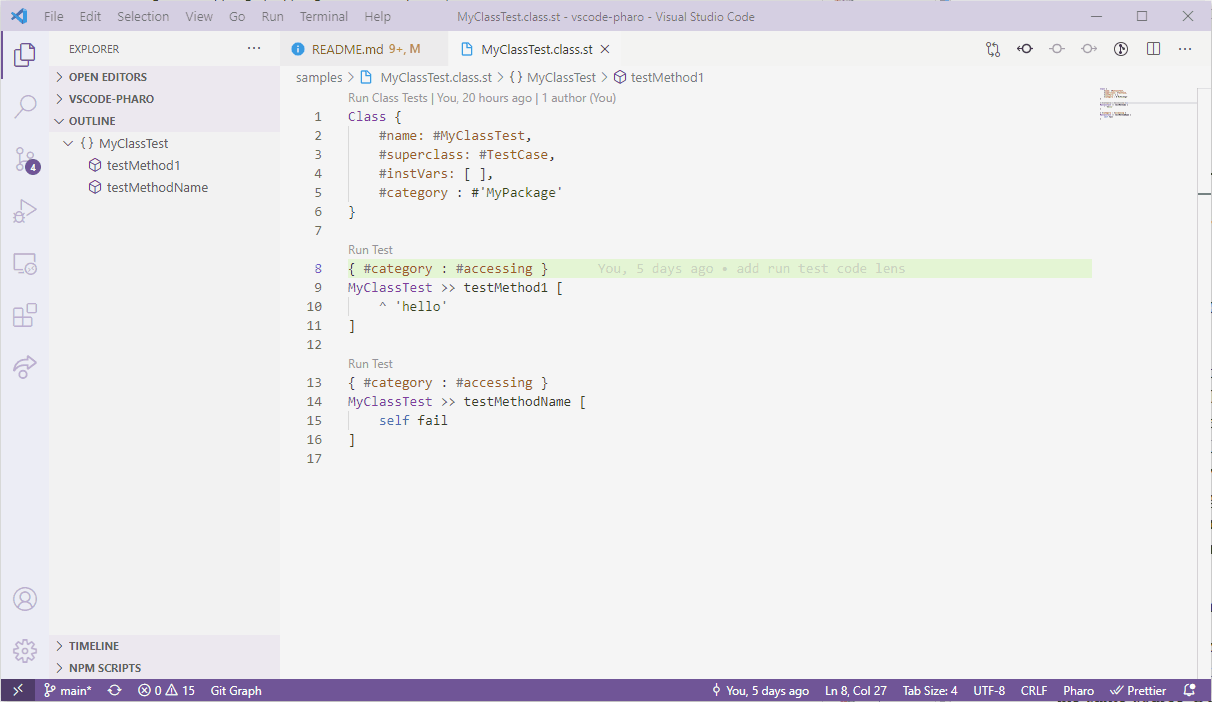 File Edit Selection View Go Run Terminal Help MyClassTest.class.st - vscode-pharo - Visual Studio Code
EXPLORER ···
OPEN EDITORS
VSCODE-PHARO
OUTLINE
{} MyClassTest
testMethod1
testMethodName
4
TIMELINE
NPM SCRIPTS
README.md 9+, M MyClassTest.class.st
samples > MyClassTest.class.st > {} MyClassTest > testMethod1
Run Class Tests | You, 20 hours ago | 1 author (You)
1 Class {
2 #name: #MyClassTest,
3 #superclass: #TestCase,
4 #instVars: [ ],
5 #category : #'MyPackage'
6 }
7
Run Test
8 { #category : #accessing } You, 5 days ago • add run test code lens
9 MyClassTest >> testMethod1 [
10 ^ 'hello'
11 ]
12
Run Test
13 { #category : #accessing }
14 MyClassTest >> testMethodName [
15 self fail
16 ]
17
main* 0 15 Git Graph You, 5 days ago Ln 8, Col 27 Tab Size: 4 UTF-8 CRLF Pharo Prettier